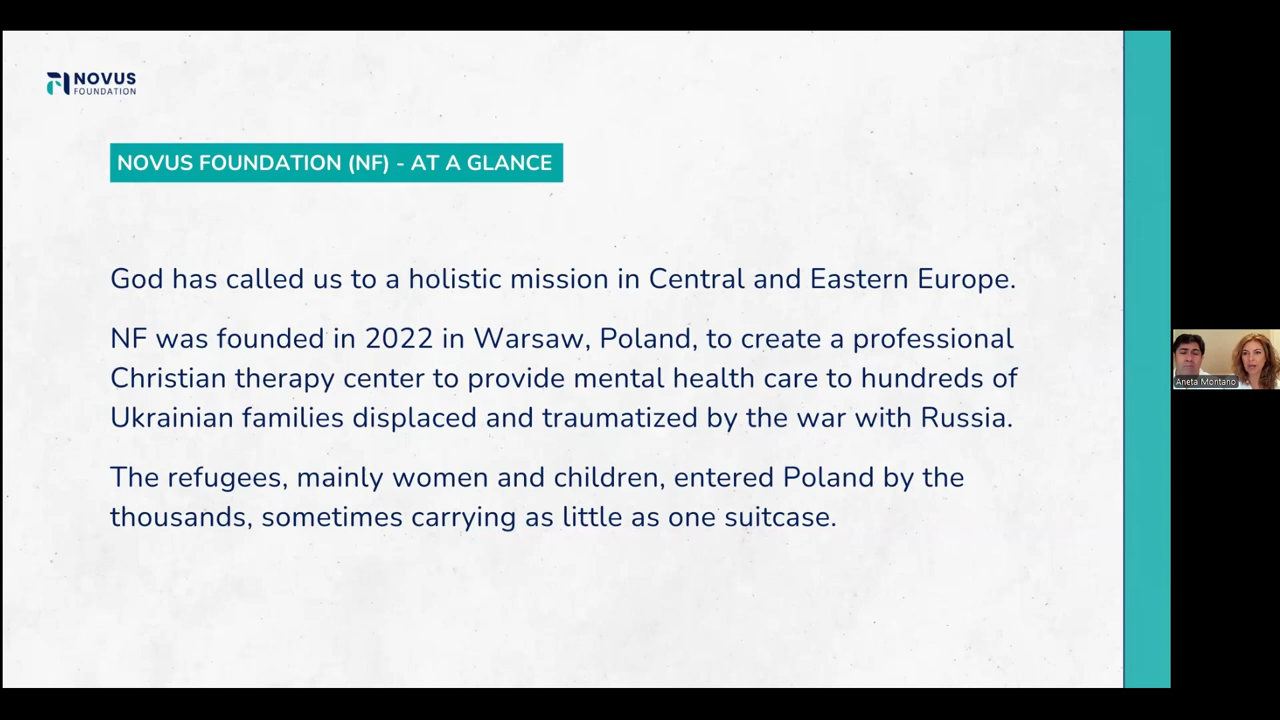 NOVUS
FOUNDATION
NOVUS FOUNDATION (NF) - AT A GLANCE
God has called us to a holistic mission in Central and Eastern Europe.
NF was founded in 2022 in Warsaw, Poland, to create a professional
Christian therapy center to provide mental health care to hundreds of
Ukrainian families displaced and traumatized by the war with Russia.
The refugees, mainly women and children, entered Poland by the
thousands, sometimes carrying as little as one suitcase.
Aneta Montano